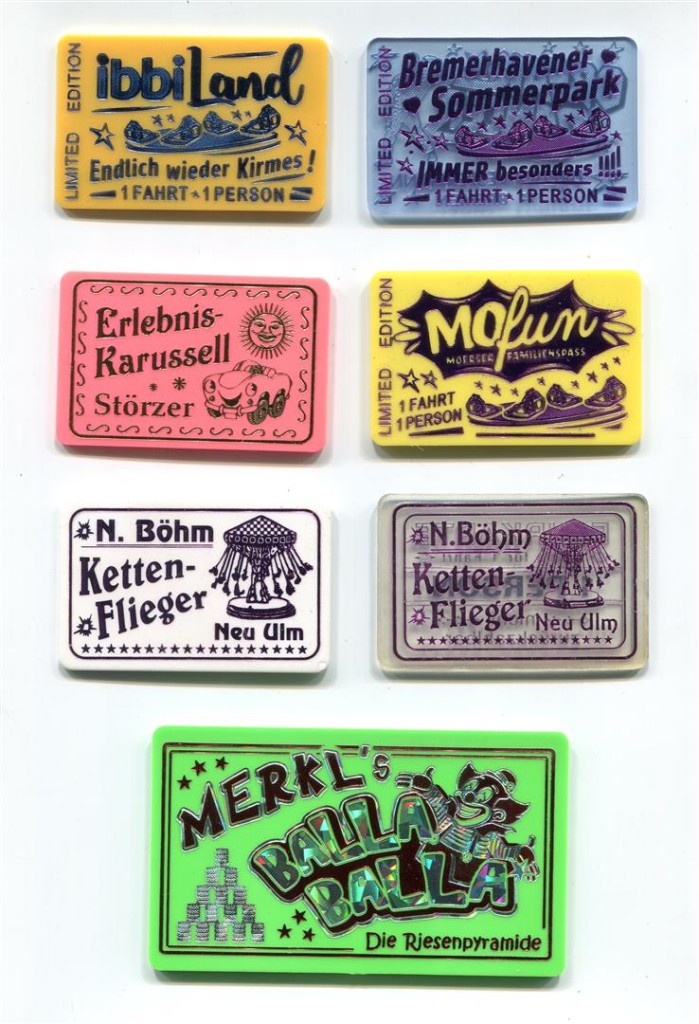 LIMITED EDITION
ibbiLand
Endlich wieder Kirmes!
1 FAHRT ★ 1 PERSON
LIMITED EDITION
Bremerhavener
Sommerpark
IMMER besonders !!!!
1 FAHRT ★ 1 PERSON
Erlebnis-
Karussell
Störzer
LIMITED EDITION
MOfun
MOERSER FAMILIENSPASS
1 FAHRT
1 PERSON
N. Böhm
Ketten-
Flieger
Neu Ulm
N. Böhm
Ketten-
Flieger
Neu Ulm
MERKL's
BALLA
BALLA
Die Riesenpyramide